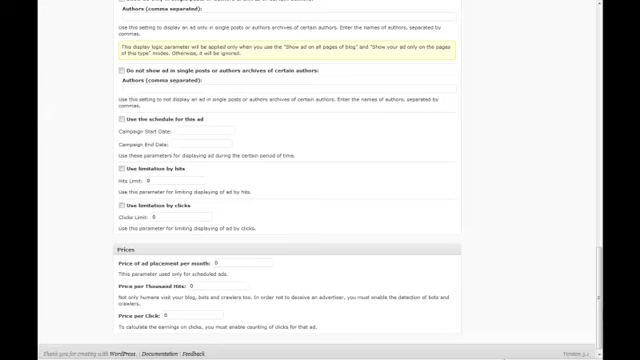 Authors (comma separated):
Use this setting to display an ad only in single posts or authors archives of certain authors. Enter the names of authors, separated by
commas.
This display logic parameter will be applied only when you use the "Show ad on all pages of blog" and "Show your ad only on the pages
of this type" modes. Otherwise, it will be ignored.
Do not show ad in single posts or authors archives of certain authors:
Authors (comma separated):
Use this setting to not display an ad in single posts or authors archives of certain authors. Enter the names of authors, separated by
commas.
Use the schedule for this ad
Campaign Start Date:
Campaign End Date:
Use these parameters for displaying ad during the certain period of time.
Use limitation by hits
Hits Limit: 0
Use this parameter for limiting displaying of ad by hits.
Use limitation by clicks
Clicks Limit: 0
Use this parameter for limiting displaying of ad by clicks.
Prices
Price of ad placement per month: 0
Tthis parameter used only for scheduled ads.
Price per Thousand Hits: 0
Not only humans visit your blog, bots and crawlers too. In order not to deceive an advertiser, you must enable the detection of bots and
crawlers.
Price per Click: 0
To calculate the earnings on clicks, you must enable counting of clicks for that ad.
Thank you for creating with WordPress. | Documentation | Feedback
Version 3.1